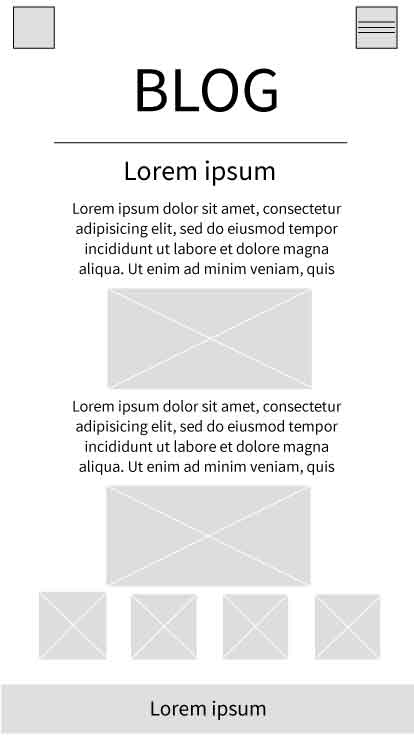 BLOG
Lorem ipsum
Lorem ipsum dolor sit amet, consectetur
adipisicing elit, sed do eiusmod tempor
incididunt ut labore et dolore magna
aliqua. Ut enim ad minim veniam, quis
Lorem ipsum dolor sit amet, consectetur
adipisicing elit, sed do eiusmod tempor
incididunt ut labore et dolore magna
aliqua. Ut enim ad minim veniam, quis
Lorem ipsum